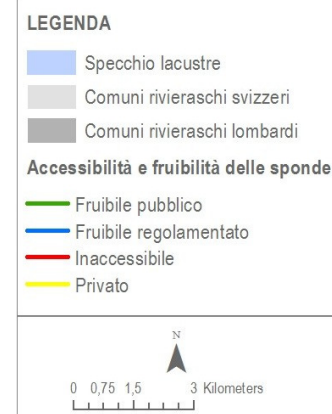 LEGENDA
Specchio lacustre
Comuni rivieraschi svizzeri
Comuni rivieraschi lombardi
Accessibilità e fruibilità delle sponde
Fruibile pubblico
Fruibile regolamentato
Inaccessibile
Privato
N
0 0,75 1,5 3 Kilometers